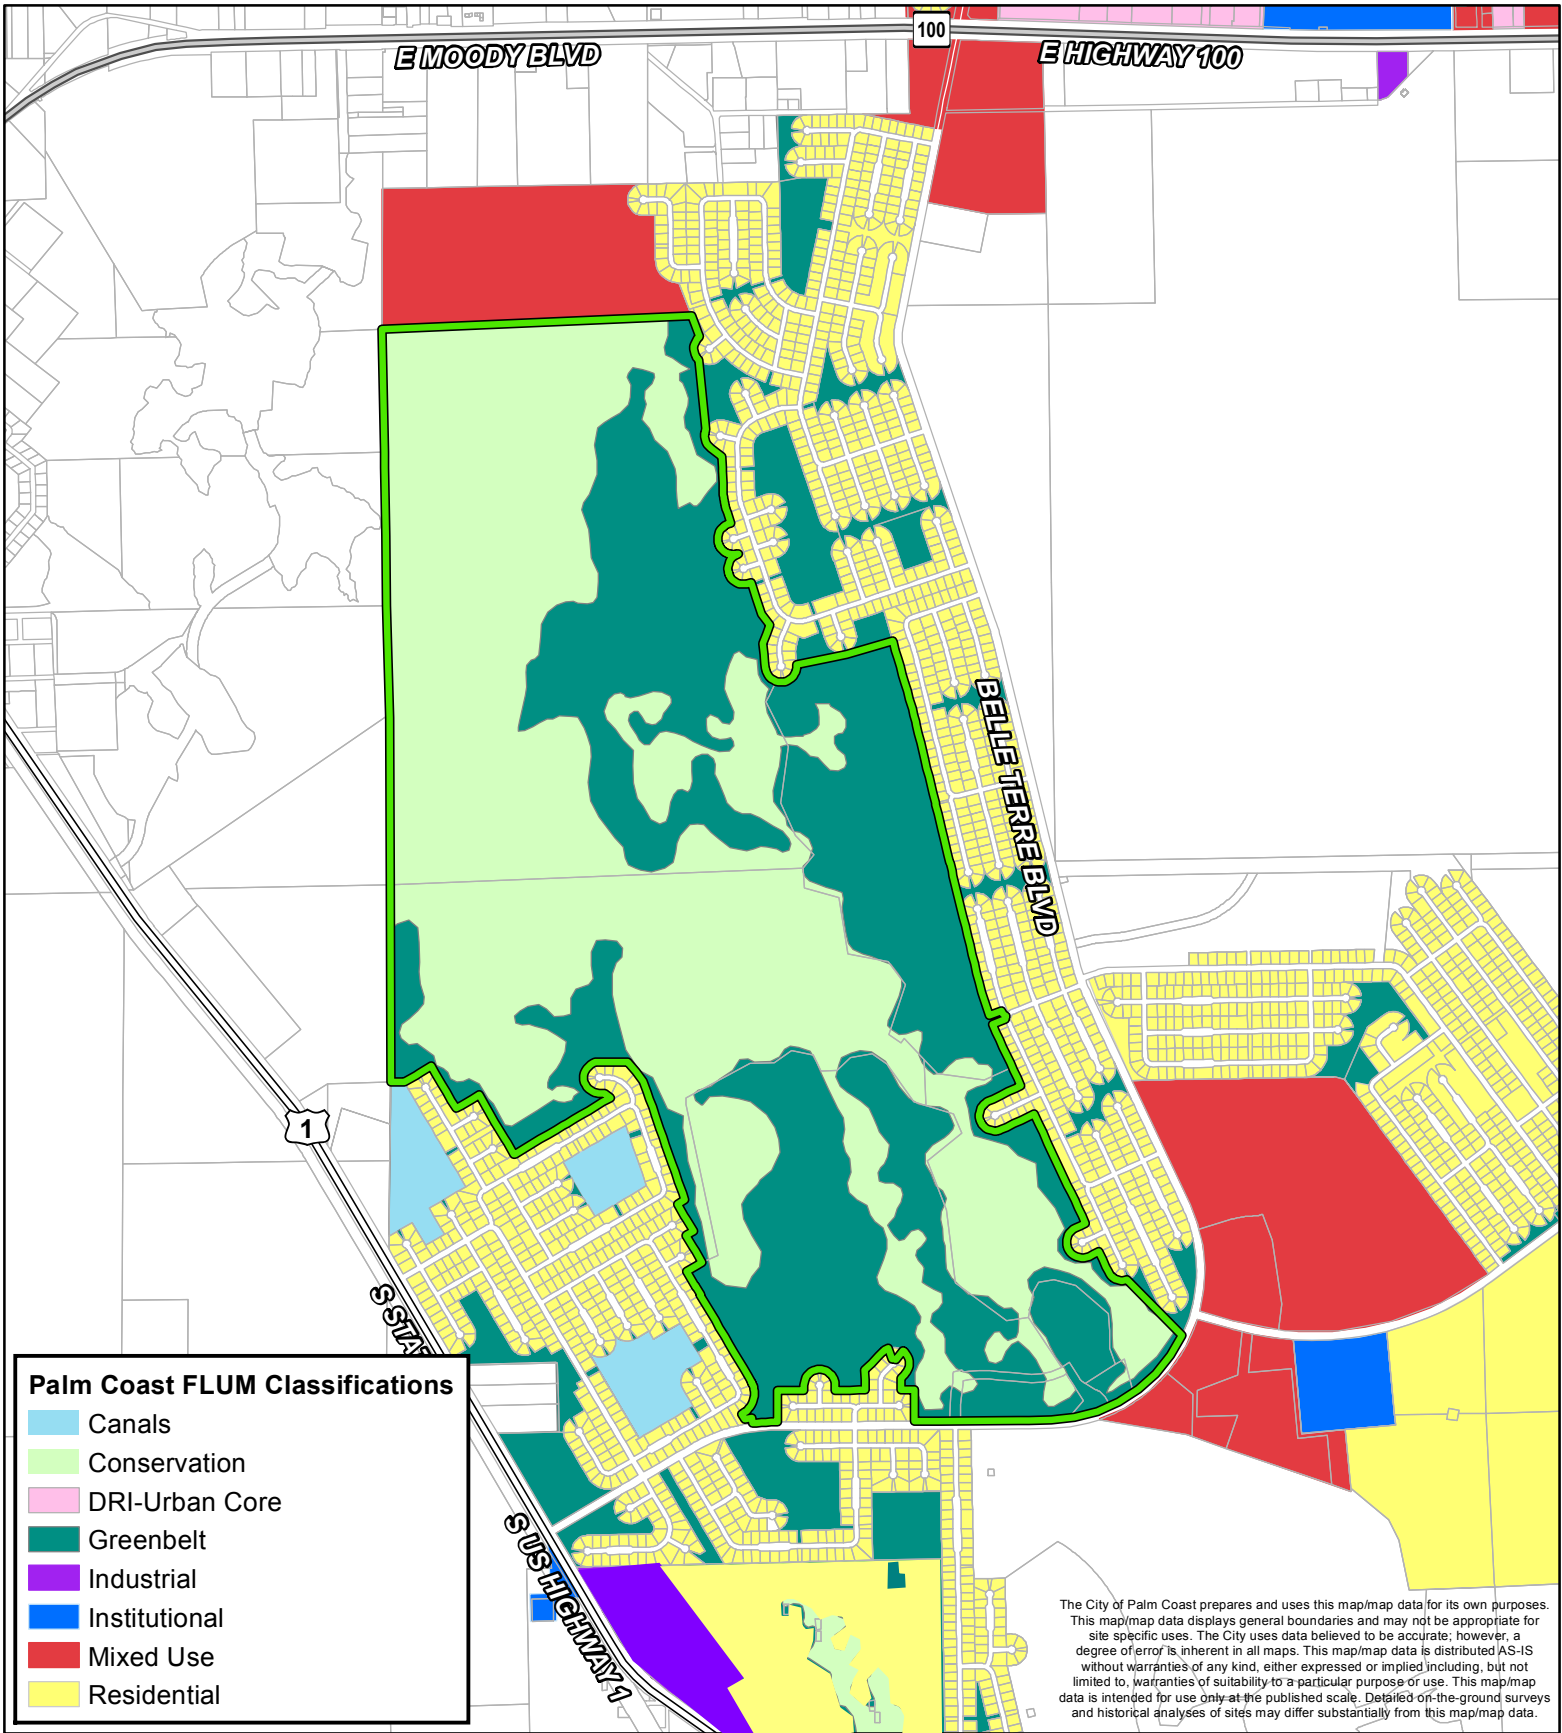 E MOODY BLVD
100
E HIGHWAY 100
BELLE TERRE BLVD
1
S STAT
S US HIGHWAY 1
Palm Coast FLUM Classifications
Canals
Conservation
DRI-Urban Core
Greenbelt
Industrial
Institutional
Mixed Use
Residential
The City of Palm Coast prepares and uses this map/map data for its own purposes.
This map/map data displays general boundaries and may not be appropriate for
site specific uses. The City uses data believed to be accurate; however, a
degree of error is inherent in all maps. This map/map data is distributed AS-IS
without warranties of any kind, either expressed or implied including, but not
limited to, warranties of suitability to a particular purpose or use. This map/map
data is intended for use only at the published scale. Detailed on-the-ground surveys
and historical analyses of sites may differ substantially from this map/map data.